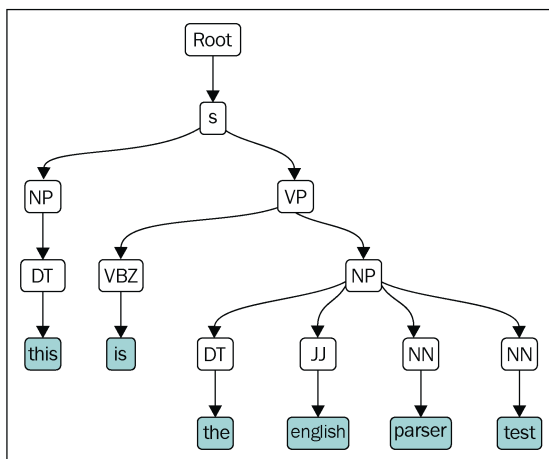 Root
s
NP VP
DT VBZ NP
this is DT JJ NN NN
the english parser test